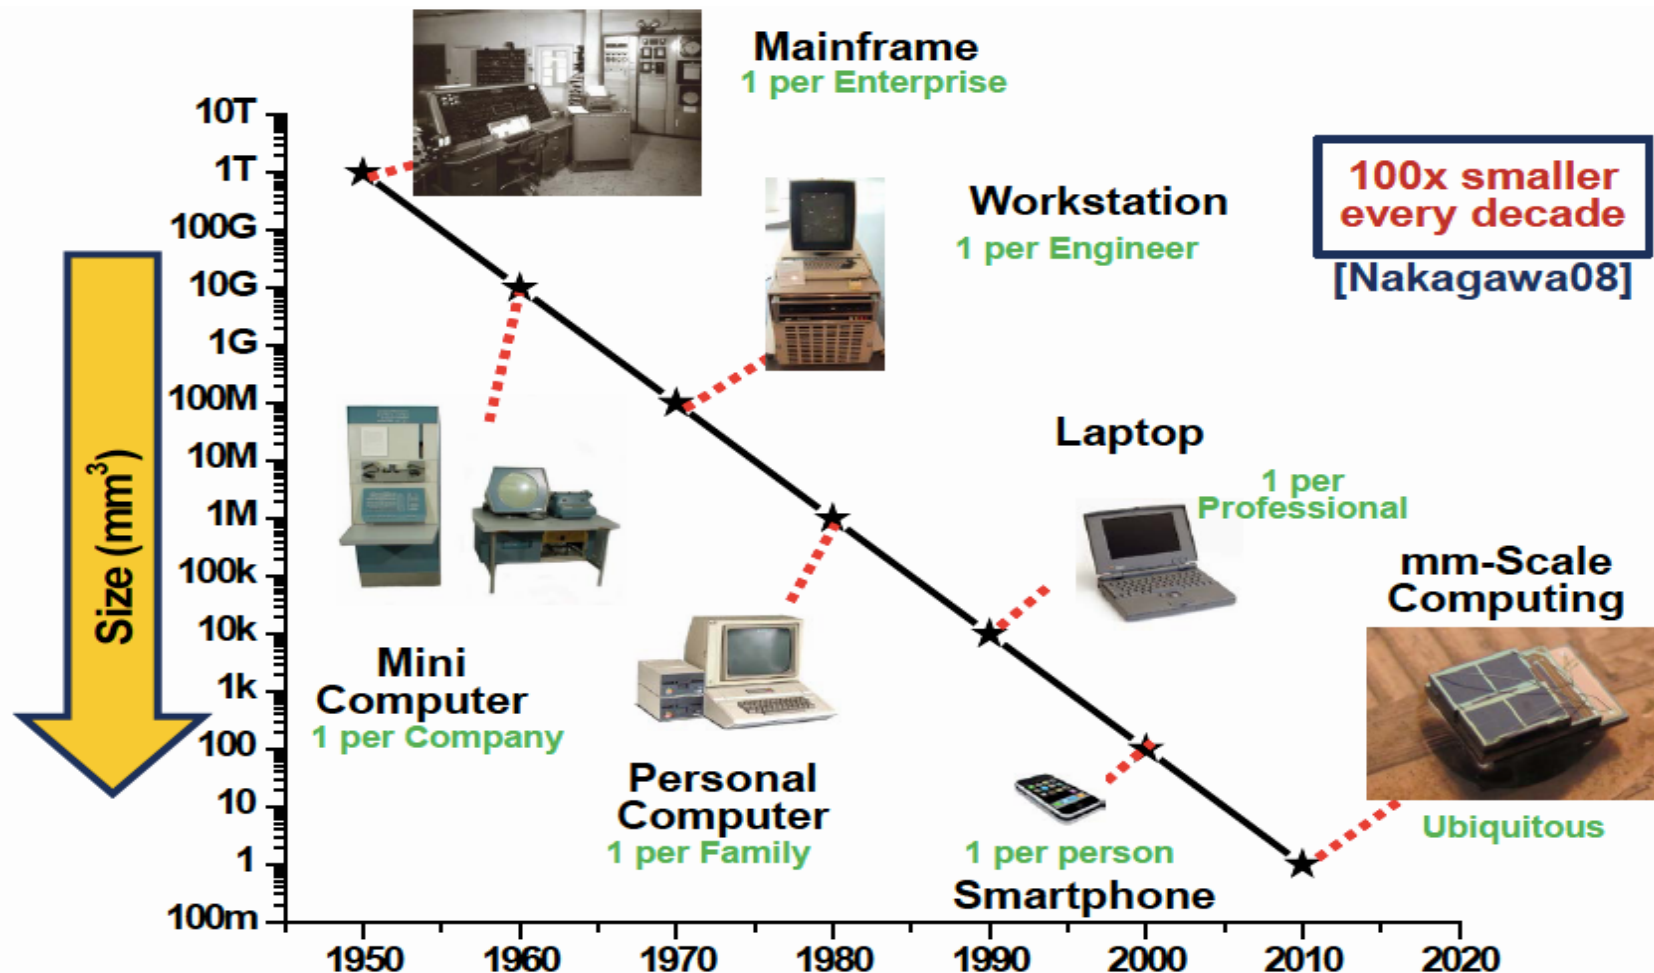 Mainframe
1 per Enterprise
10T
1T
100G
10G
1G
100M
10M
1M
100k
10k
1k
100
10
1
100m
Size (mm³)
100x smaller
every decade
[Nakagawa08]
Workstation
1 per Engineer
Laptop
1 per
Professional
mm-Scale
Computing
Ubiquitous
Mini
Computer
1 per Company
Personal
Computer
1 per Family
1 per person
Smartphone
1950 1960 1970 1980 1990 2000 2010 2020